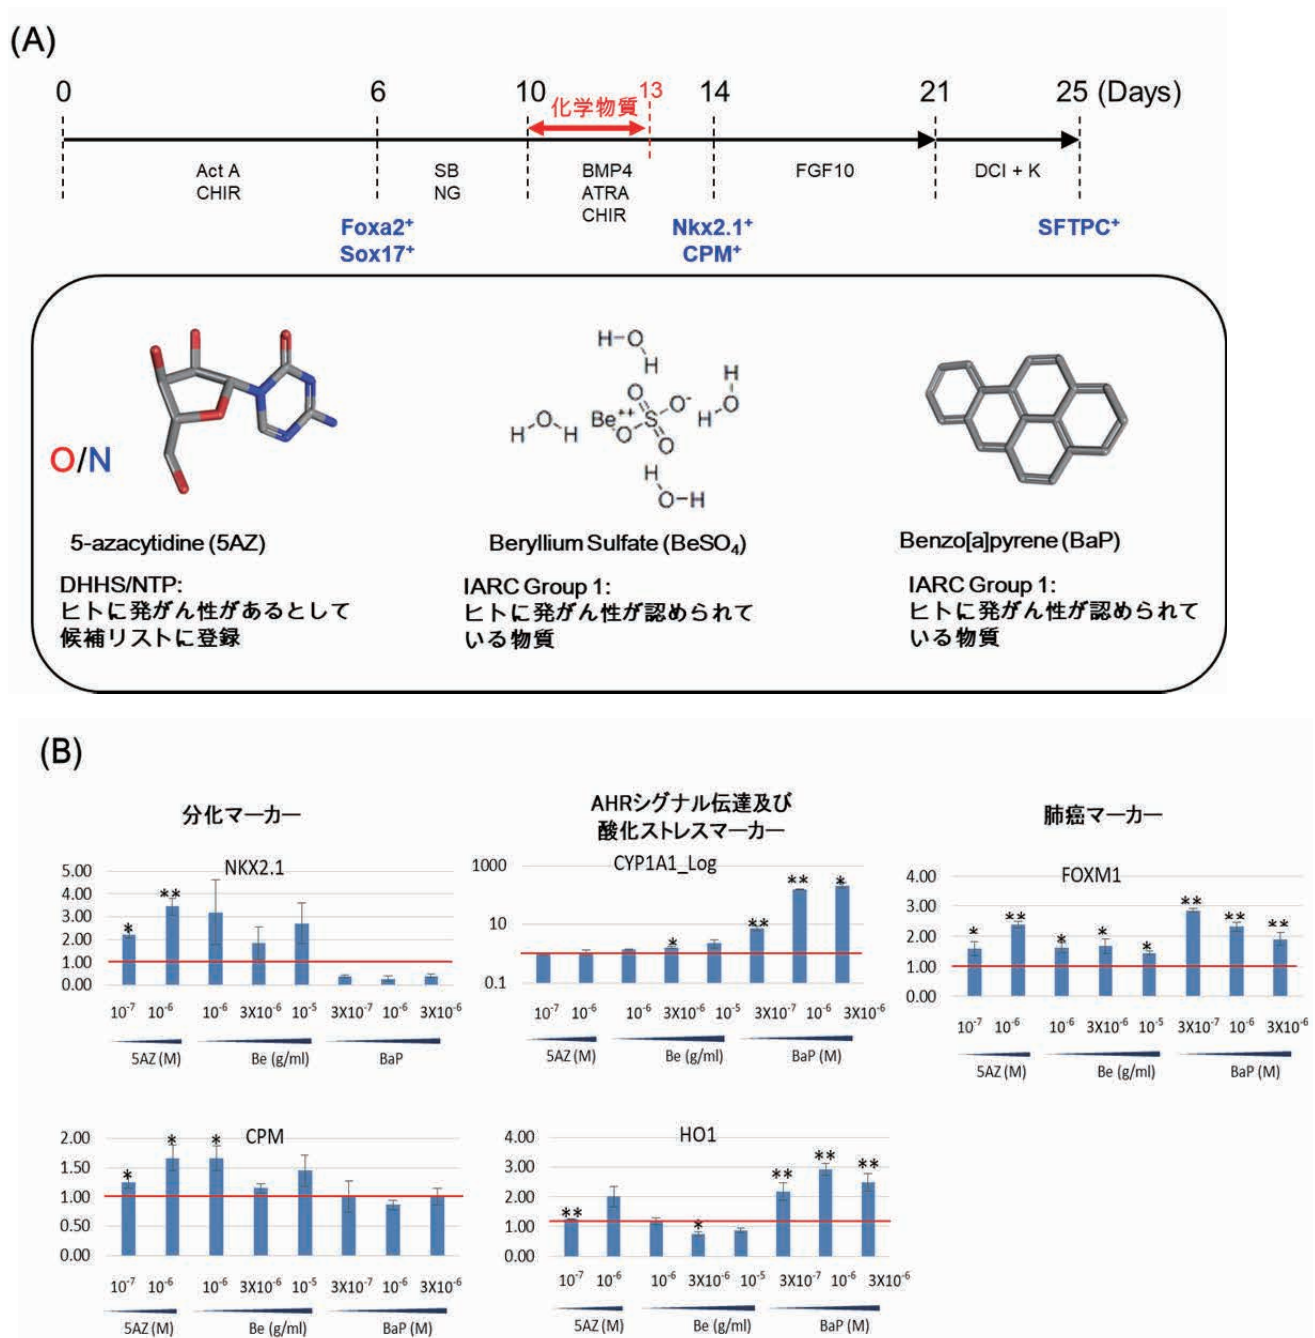 (A)
0 6 10 13 14 21 25 (Days)
化学物質
Act A
CHIR
SB
NG
BMP4
ATRA
CHIR
FGF10
DCI + K
Foxa2⁺
Sox17⁺
Nkx2.1⁺
CPM⁺
SFTPC⁺
O/N
5-azacytidine (5AZ)
DHHS/NTP:
ヒトに発がん性があるとして
候補リストに登録
H-O
H
H
H-O
H O H
Be⁺⁺
O
O
S
O⁻
O
H
O-H
Beryllium Sulfate (BeSO₄)
IARC Group 1:
ヒトに発がん性が認められて
いる物質
Benzo[a]pyrene (BaP)
IARC Group 1:
ヒトに発がん性が認められて
いる物質
(B)
分化マーカー
NKX2.1
5.00
4.00
3.00
2.00
1.00
0.00
* **
10⁻⁷ 10⁻⁶ 10⁻⁶ 3X10⁻⁶ 10⁻⁵ 3X10⁻⁷ 10⁻⁶ 3X10⁻⁶
5AZ (M) Be (g/ml) BaP
AHRシグナル伝達及び
酸化ストレスマーカー
CYP1A1_Log
1000
10
0.1
* ** ** *
10⁻⁷ 10⁻⁶ 10⁻⁶ 3X10⁻⁶ 10⁻⁵ 3X10⁻⁷ 10⁻⁶ 3X10⁻⁶
5AZ (M) Be (g/ml) BaP (M)
肺癌マーカー
FOXM1
4.00
3.00
2.00
1.00
0.00
* ** * * * ** ** **
10⁻⁷ 10⁻⁶ 10⁻⁶ 3X10⁻⁶ 10⁻⁵ 3X10⁻⁷ 10⁻⁶ 3X10⁻⁶
5AZ (M) Be (g/ml) BaP (M)
CPM
2.00
1.50
1.00
0.50
0.00
* * *
10⁻⁷ 10⁻⁶ 10⁻⁶ 3X10⁻⁶ 10⁻⁵ 3X10⁻⁷ 10⁻⁶ 3X10⁻⁶
5AZ (M) Be (g/ml) BaP (M)
HO1
4.00
3.00
2.00
1.00
0.00
** * ** ** **
10⁻⁷ 10⁻⁶ 10⁻⁶ 3X10⁻⁶ 10⁻⁵ 3X10⁻⁷ 10⁻⁶ 3X10⁻⁶
5AZ (M) Be (g/ml) BaP (M)